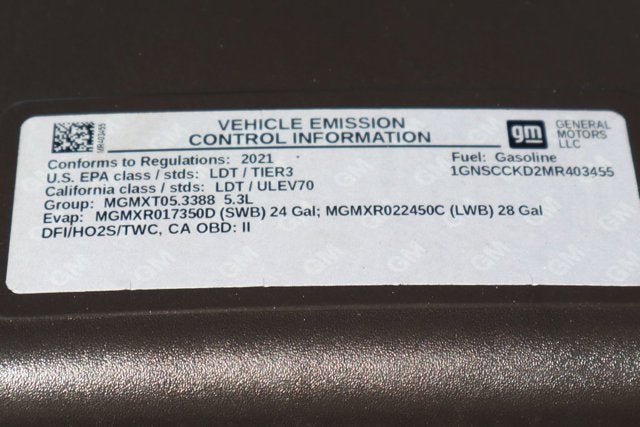 MR403455
VEHICLE EMISSION
CONTROL INFORMATION
gm
GENERAL
MOTORS
LLC
Conforms to Regulations: 2021
Fuel: Gasoline
U.S. EPA class / stds: LDT / TIER3
1GNSCCKD2MR403455
California class / stds: LDT / ULEV70
Group: MGMXT05.3388 5.3L
Evap: MGMXR017350D (SWB) 24 Gal; MGMXR022450C (LWB) 28 Gal
DFI/HO2S/TWC, CA OBD: II